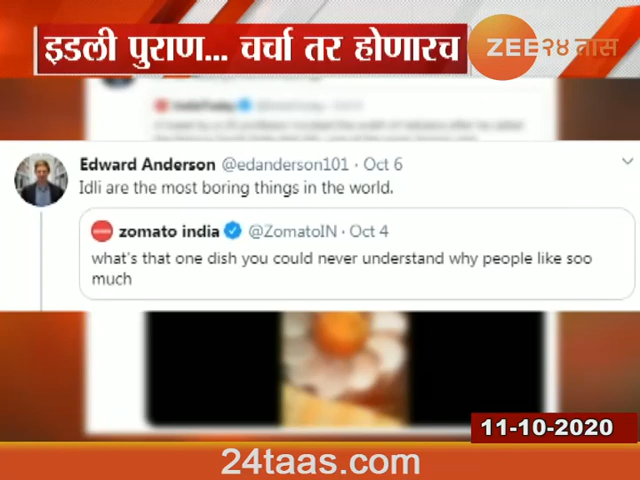 इडली पुराण... चर्चा तर होणारच
ZEE २४ तास
Edward Anderson @edanderson101 · Oct 6
Idli are the most boring things in the world.
zomato india @ZomatoIN · Oct 4
what's that one dish you could never understand why people like soo
much
11-10-2020
24taas.com